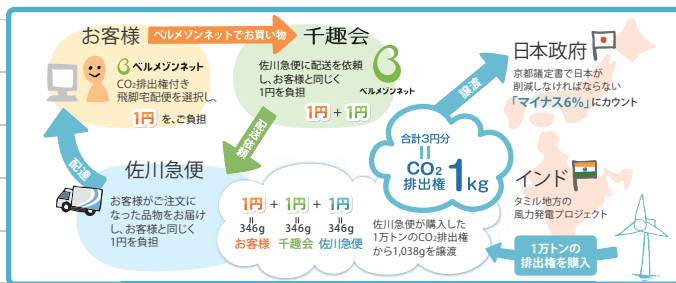 お客様
ベルメゾンネットでお買い物
ベルメゾンネット
CO2排出権付き
飛脚宅配便を選択し、
1円を、ご負担
千趣会
佐川急便に配送を依頼
し、お客様と同じく
1円を負担
ベルメゾンネット
1円 + 1円
配送依頼
配達
佐川急便
お客様がご注文に
なった品物をお届け
し、お客様と同じく
1円を負担
1円 + 1円 + 1円
= = =
346g 346g 346g
お客様 千趣会 佐川急便
合計3円分
=
CO2
排出権
1kg
佐川急便が購入した
1万トンのCO2排出権
から1,038gを譲渡
譲渡
日本政府
京都議定書で日本が
削減しなければならない
「マイナス6%」にカウント
インド
タミル地方の
風力発電プロジェクト
1万トンの
排出権を購入